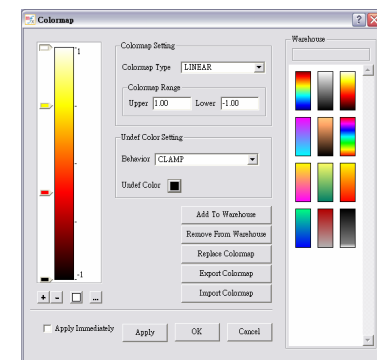 Colormap
Colormap Setting
Colormap Type LINEAR
Colormap Range
Upper 1.00 Lower -1.00
Undef Color Setting
Behavior CLAMP
Undef Color
Add To Warehouse
Remove From Warehouse
Replace Colormap
Export Colormap
Import Colormap
1
-1
+ - ...
Apply Immediately Apply OK Cancel
Warehouse